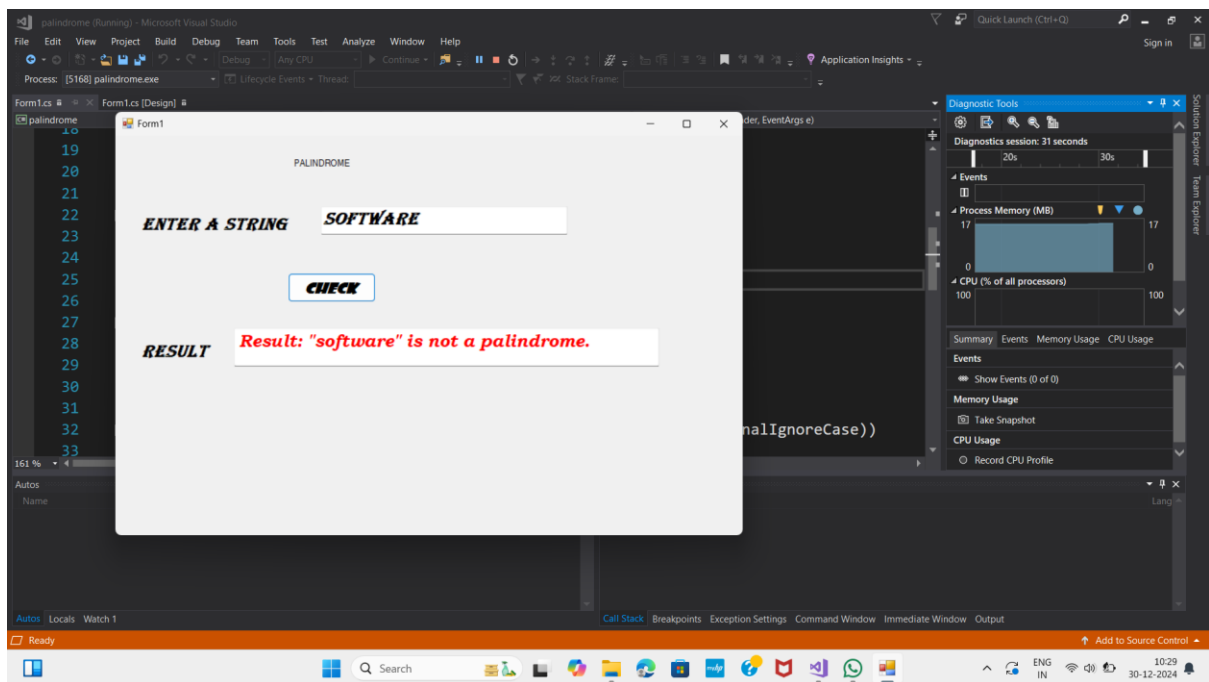 palindrome (Running) - Microsoft Visual Studio
Quick Launch (Ctrl+Q)
File Edit View Project Build Debug Team Tools Test Analyze Window Help
Sign in
Debug Any CPU Continue Application Insights
Process: [5168] palindrome.exe Lifecycle Events Thread: Stack Frame:
Form1.cs Form1.cs [Design]
palindrome
der, EventArgs e)
Form1
PALINDROME
ENTER A STRING SOFTWARE
CHECK
RESULT Result: "software" is not a palindrome.
18
19
20
21
22
23
24
25
26
27
28
29
30
31
32 nalIgnoreCase))
33
161 %
Diagnostic Tools
Diagnostics session: 31 seconds
20s 30s
Events
Process Memory (MB)
17 17
0 0
CPU (% of all processors)
100 100
Summary Events Memory Usage CPU Usage
Events
Show Events (0 of 0)
Memory Usage
Take Snapshot
CPU Usage
Record CPU Profile
Solution Explorer
Team Explorer
Autos
Name
Lang
Autos Locals Watch 1
Call Stack Breakpoints Exception Settings Command Window Immediate Window Output
Ready
Add to Source Control
Search
ENG
IN
10:29
30-12-2024